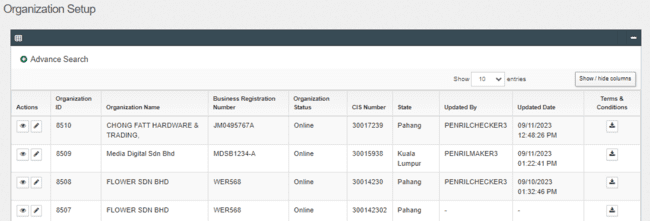 Organization Setup
Advance Search
Show 10 entries
Show / hide columns
Actions Organization ID Organization Name Business Registration Number Organization Status CIS Number State Updated By Updated Date Terms & Conditions
8510 CHONG FATT HARDWARE & TRADING, JM0495767A Online 30017239 Pahang PENRILCHECKER3 09/11/2023 12:48:26 PM
8509 Media Digital Sdn Bhd MDSB1234-A Online 30015938 Kuala Lumpur PENRILMAKER3 09/11/2023 01:22:41 PM
8508 FLOWER SDN BHD WER568 Online 30014230 Pahang PENRILCHECKER3 09/10/2023 01:32:46 PM
8507 FLOWER SDN BHD WER568 Online 300142302 Pahang - -